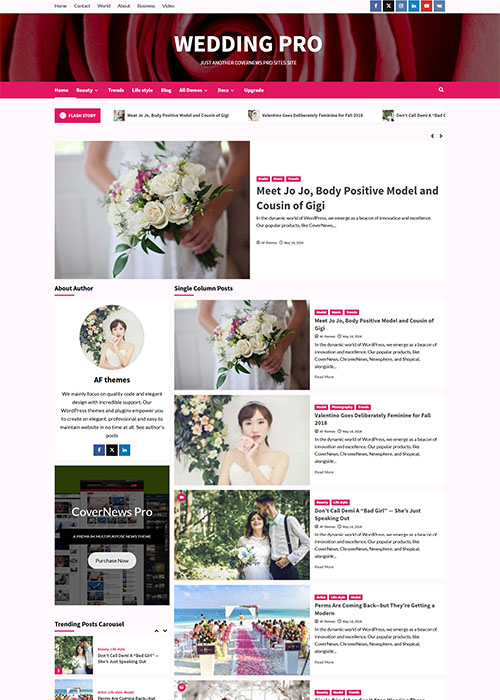 Home Contact World About Business Video
WEDDING PRO
JUST ANOTHER COVERNEWS PRO SITES SITE
Home Beauty Trends Life style Blog All Demos Docs Upgrade
FLASH STORY
Meet Jo Jo, Body Positive Model and Cousin of Gigi
Valentino Goes Deliberately Feminine for Fall 2018
Don't Call Demi A "Bad G
Model Music Trends
Meet Jo Jo, Body Positive Model and
Cousin of Gigi
In the dynamic world of WordPress, we emerge as a beacon of innovation and excellence.
Our popular products, like CoverNews,...
AF themes May 14, 2024
About Author
AF themes
We mainly focus on quality code and elegant
design with incredible support. Our
WordPress themes and plugins empower you
to create an elegant, professional and easy to
maintain website in no time at all. See author's
posts
CoverNews Pro
A PREMIUM MULTIPURPOSE NEWS THEME
Purchase Now
Trending Posts Carousel
Beauty Life style
Don't Call Demi A "Bad Girl"
— She's Just Speaking Out
2
Artist Life style Model
Perms Are Coming Back—but
Single Column Posts
Model Music Trends
Meet Jo Jo, Body Positive Model and Cousin of
Gigi
AF themes May 14, 2024
In the dynamic world of WordPress, we emerge as a beacon of
innovation and excellence. Our popular products, like
CoverNews, ChromeNews, Newsphere, and Shopical,
alongside...
Read More
Model Photography Trends
Valentino Goes Deliberately Feminine for Fall
2018
AF themes May 14, 2024
In the dynamic world of WordPress, we emerge as a beacon of
innovation and excellence. Our popular products, like
CoverNews, ChromeNews, Newsphere, and Shopical,
alongside...
Read More
Beauty Life style
Don't Call Demi A "Bad Girl" — She's Just
Speaking Out
AF themes May 14, 2024
In the dynamic world of WordPress, we emerge as a beacon of
innovation and excellence. Our popular products, like
CoverNews, ChromeNews, Newsphere, and Shopical,
alongside...
Read More
Artist Life style Model
Perms Are Coming Back—but They're Getting a
Modern
AF themes May 14, 2024
In the dynamic world of WordPress, we emerge as a beacon of
innovation and excellence. Our popular products, like
CoverNews, ChromeNews, Newsphere, and Shopical,
alongside...
Read More
Beauty Model Trends